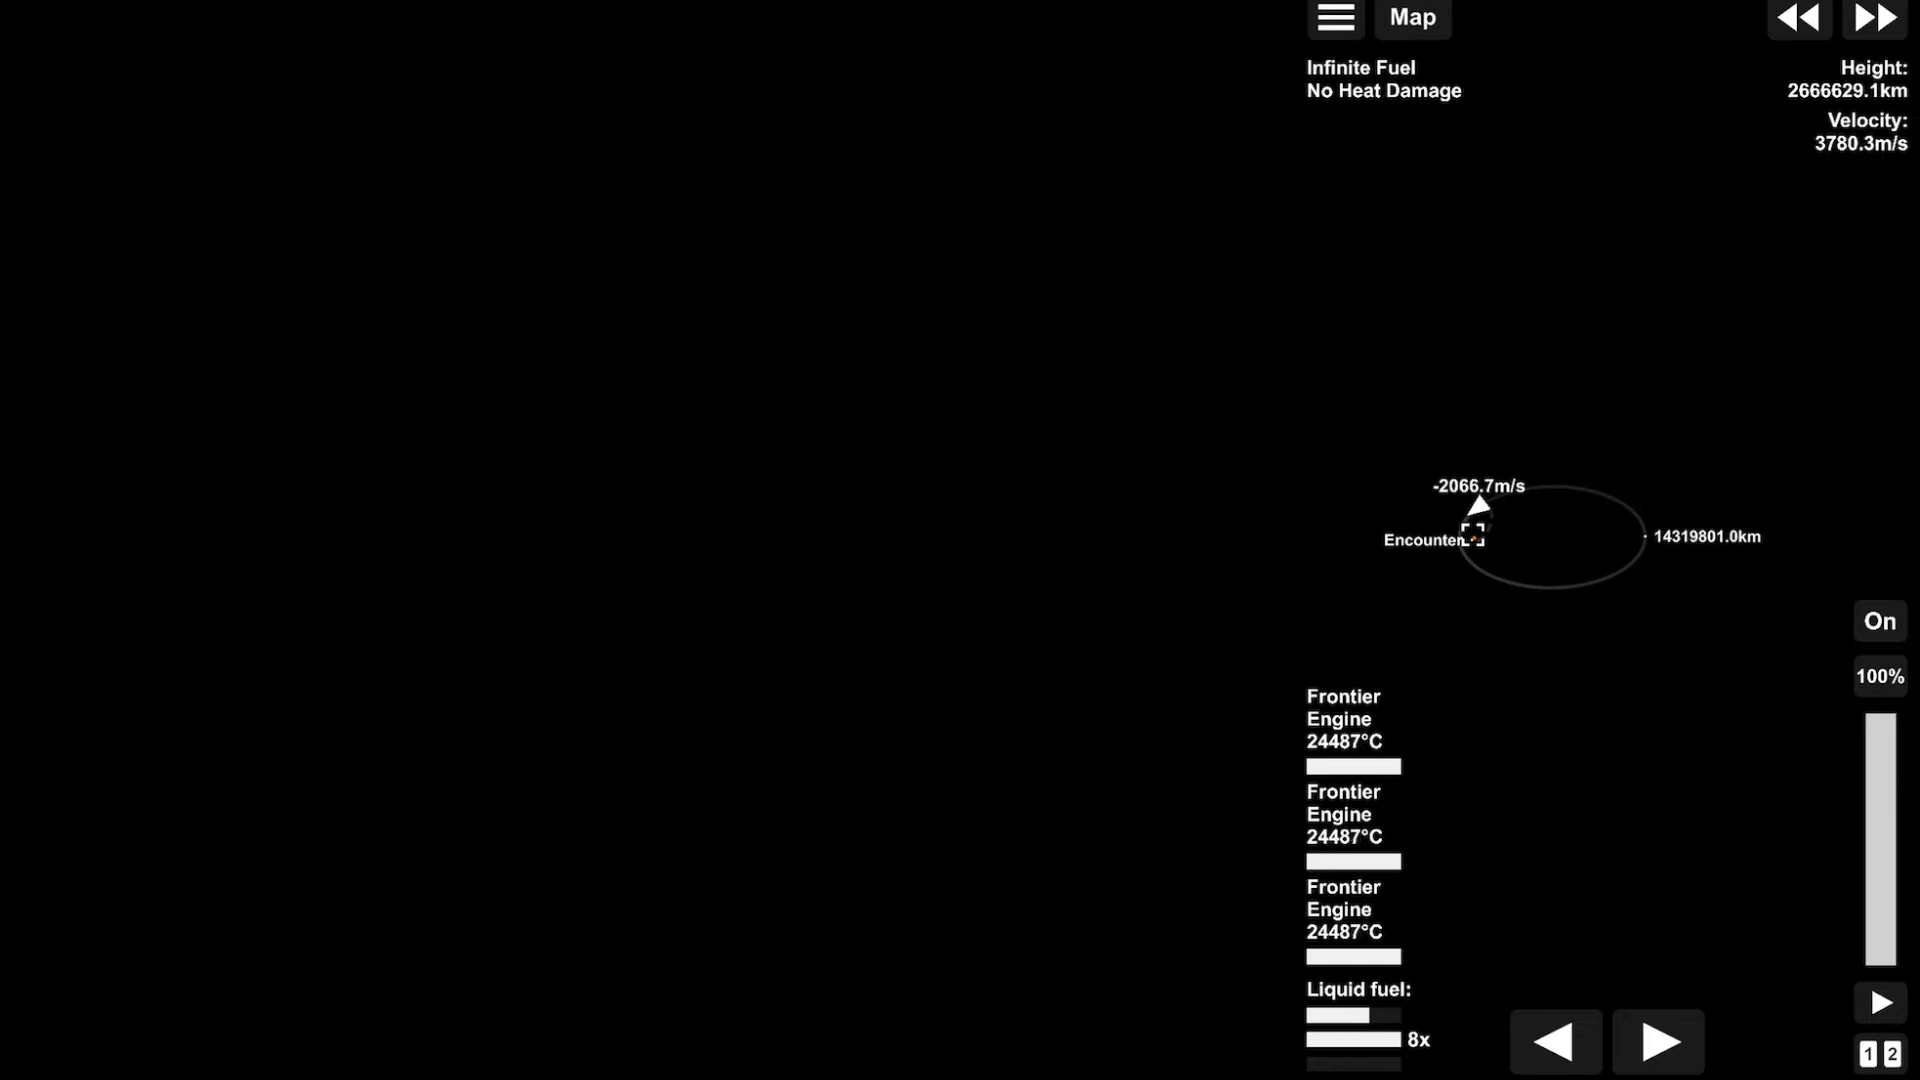 Map
Infinite Fuel
No Heat Damage
Height:
2666629.1km
Velocity:
3780.3m/s
-2066.7m/s
Encounter
14319801.0km
On
100%
Frontier
Engine
24487°C
Frontier
Engine
24487°C
Frontier
Engine
24487°C
Liquid fuel:
8x
1 2